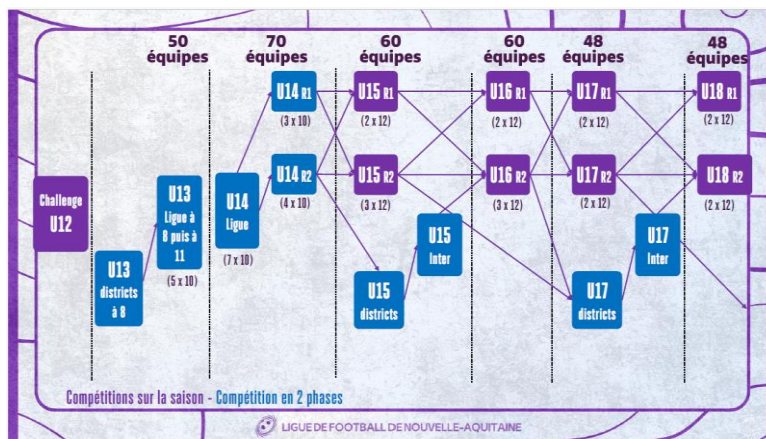 50
équipes
70
équipes
60
équipes
60
équipes
48
équipes
48
équipes
U14 R1
(3 x 10)
U15 R1
(2 x 12)
U16 R1
(2 x 12)
U17 R1
(2 x 12)
U18 R1
(2 x 12)
Challenge
U12
U13
Ligue à
8 puis à
11
(5 x 10)
U14
Ligue
(7 x 10)
U14 R2
(4 x 10)
U15 R2
(3 x 12)
U16 R2
(3 x 12)
U17 R2
(2 x 12)
U18 R2
(2 x 12)
U13
districts
à 8
U15
Inter
U17
Inter
U15
districts
U17
districts
Compétitions sur la saison - Compétition en 2 phases
LIGUE DE FOOTBALL DE NOUVELLE-AQUITAINE